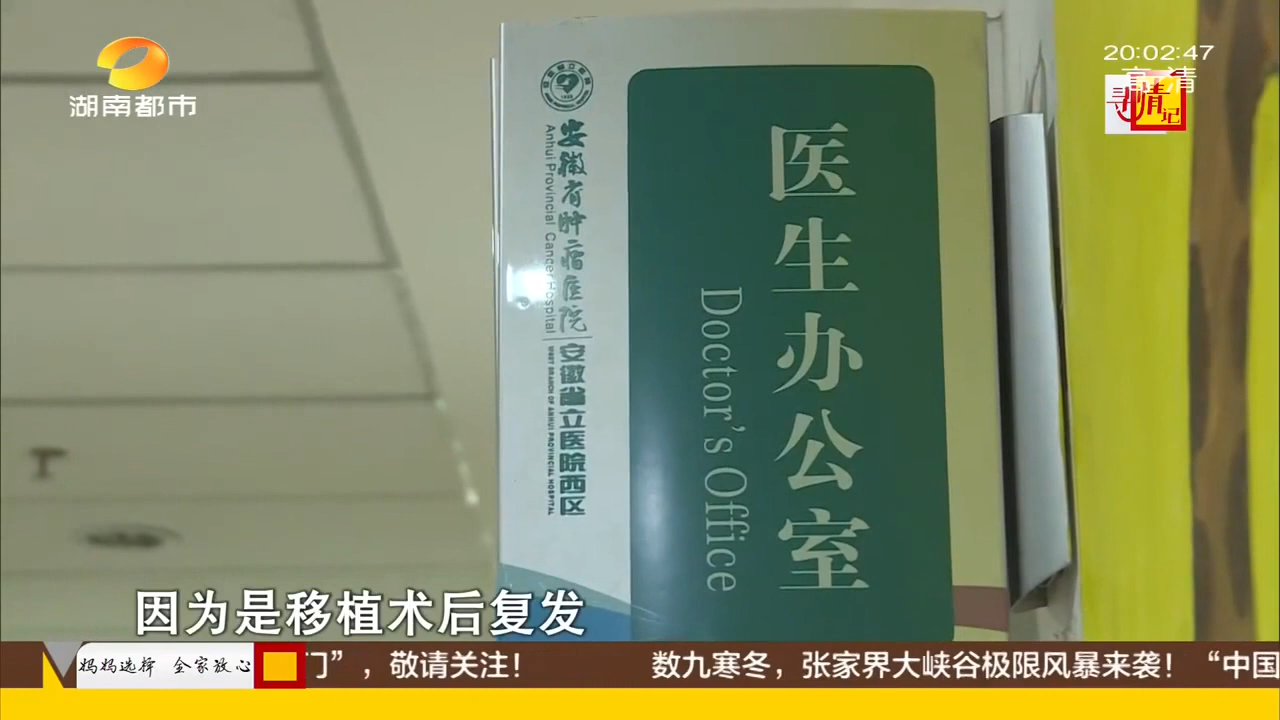 湖南都市
20:02:47
高清
寻情记
安徽省肿瘤医院
Anhui Provincial Cancer Hospital
安徽省立医院西区
WEST BRANCH OF ANHUI PROVINCIAL HOSPITAL
医生办公室
Doctor's Office
因为是移植术后复发
妈妈选择 全家放心
门”，敬请关注！ 数九寒冬，张家界大峡谷极限风暴来袭！“中国